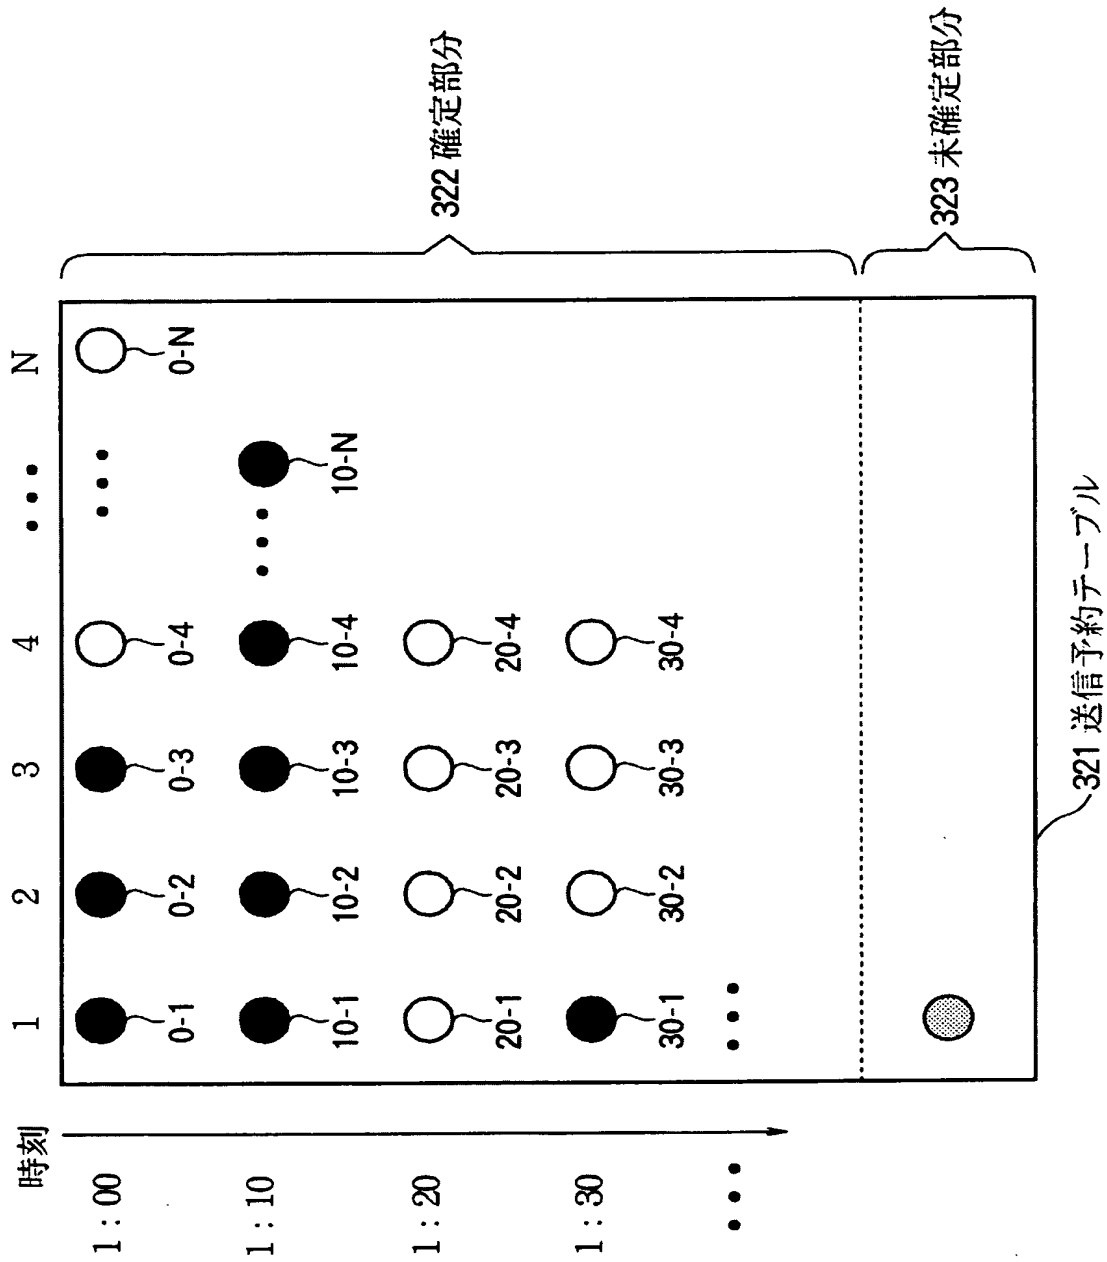 時刻
1 2 3 4 ••• N
1：00
0-1 0-2 0-3 0-4 ••• 0-N
1：10
10-1 10-2 10-3 10-4 ••• 10-N
1：20
20-1 20-2 20-3 20-4
1：30
30-1 30-2 30-3 30-4
•••
•••
322 確定部分
323 未確定部分
321 送信予約テーブル